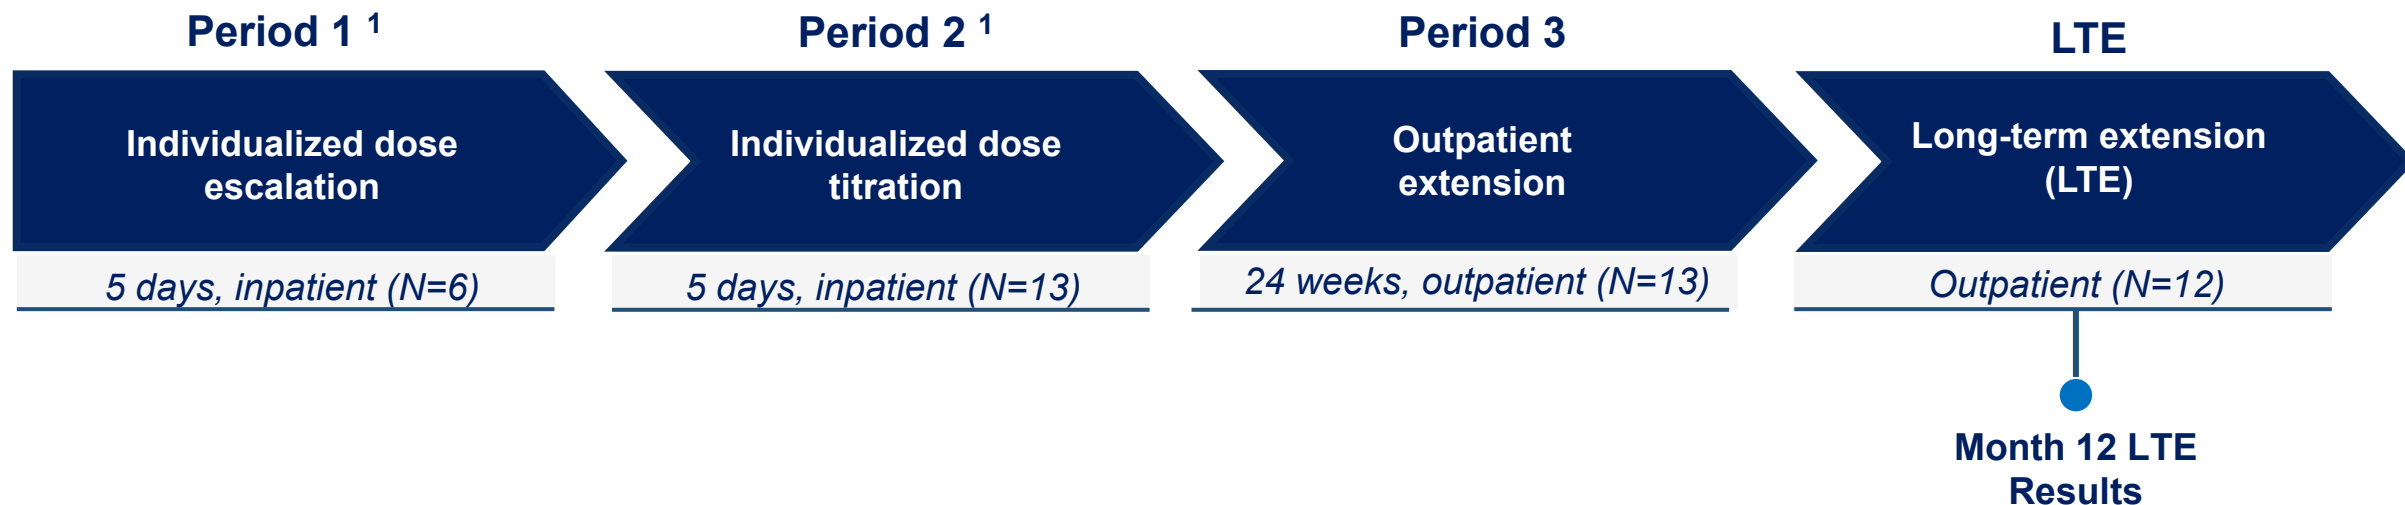 Period 1 ¹
Individualized dose
escalation
5 days, inpatient (N=6)
Period 2 ¹
Individualized dose
titration
5 days, inpatient (N=13)
Period 3
Outpatient
extension
24 weeks, outpatient (N=13)
LTE
Long-term extension
(LTE)
Outpatient (N=12)
Month 12 LTE
Results